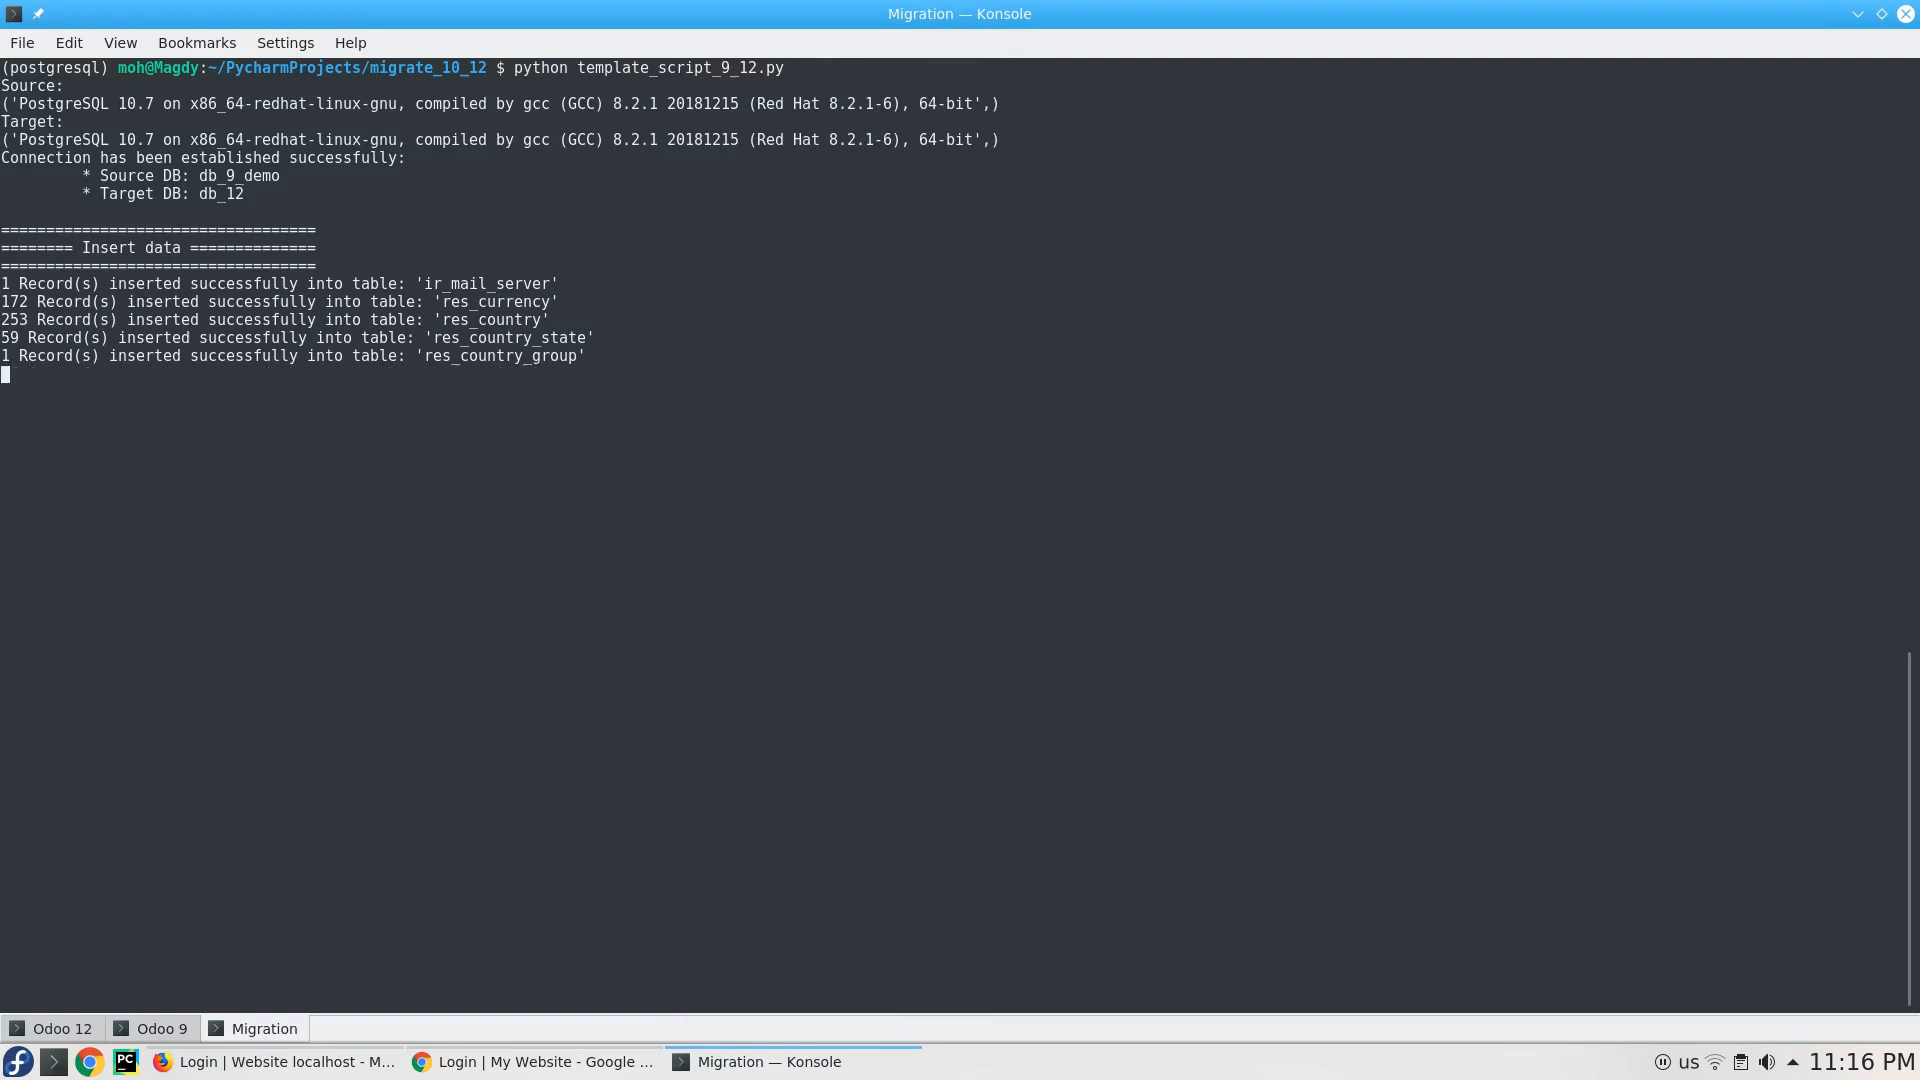 Migration — Konsole
File Edit View Bookmarks Settings Help
(postgresql) moh@Magdy:~/PycharmProjects/migrate_10_12 $ python template_script_9_12.py
Source:
('PostgreSQL 10.7 on x86_64-redhat-linux-gnu, compiled by gcc (GCC) 8.2.1 20181215 (Red Hat 8.2.1-6), 64-bit',)
Target:
('PostgreSQL 10.7 on x86_64-redhat-linux-gnu, compiled by gcc (GCC) 8.2.1 20181215 (Red Hat 8.2.1-6), 64-bit',)
Connection has been established successfully:
* Source DB: db_9_demo
* Target DB: db_12
===================================
======== Insert data ==============
===================================
1 Record(s) inserted successfully into table: 'ir_mail_server'
172 Record(s) inserted successfully into table: 'res_currency'
253 Record(s) inserted successfully into table: 'res_country'
59 Record(s) inserted successfully into table: 'res_country_state'
1 Record(s) inserted successfully into table: 'res_country_group'
Odoo 12 Odoo 9 Migration
PC Login | Website localhost - M... Login | My Website - Google ... Migration — Konsole us 11:16 PM